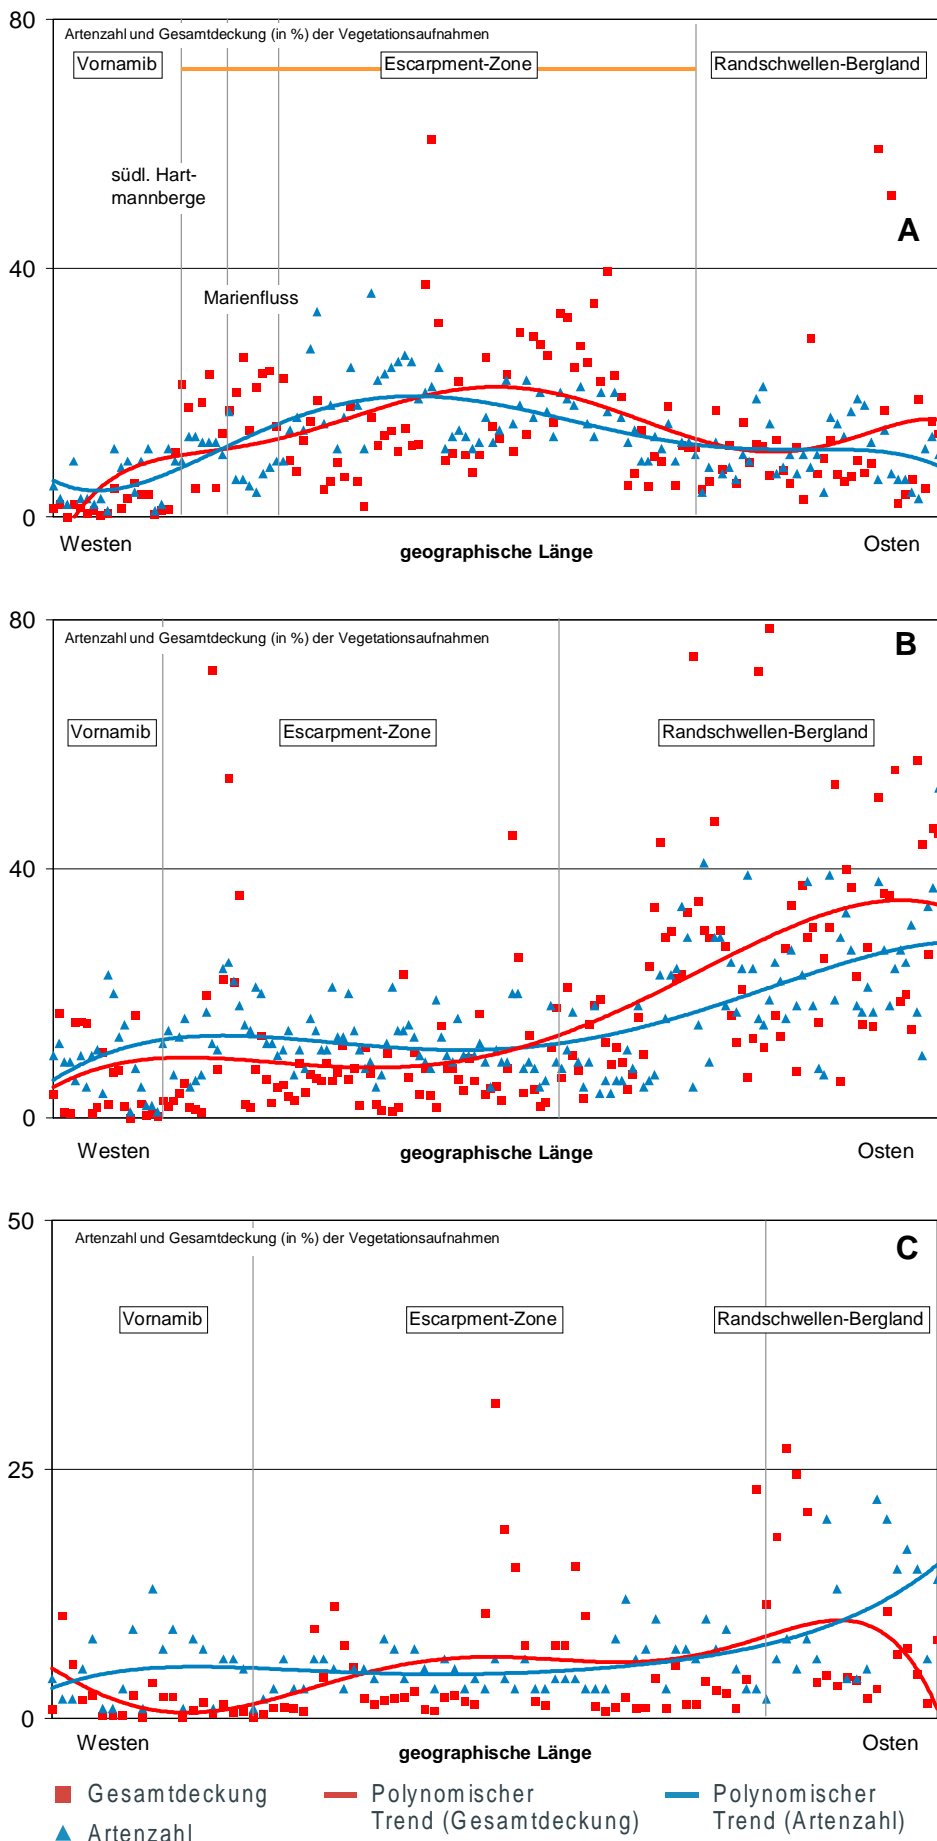 80
Artenzahl und Gesamtdeckung (in %) der Vegetationsaufnahmen
Vornamib
Escarpment-Zone
Randschwellen-Bergland
südl. Hart-
mannberge
A
40
Marienfluss
0
Westen
geographische Länge
Osten
80
Artenzahl und Gesamtdeckung (in %) der Vegetationsaufnahmen
B
Vornamib
Escarpment-Zone
Randschwellen-Bergland
40
0
Westen
geographische Länge
Osten
50
Artenzahl und Gesamtdeckung (in %) der Vegetationsaufnahmen
C
Vornamib
Escarpment-Zone
Randschwellen-Bergland
25
0
Westen
geographische Länge
Osten
Gesamtdeckung
Artenzahl
Polynomischer
Trend (Gesamtdeckung)
Polynomischer
Trend (Artenzahl)